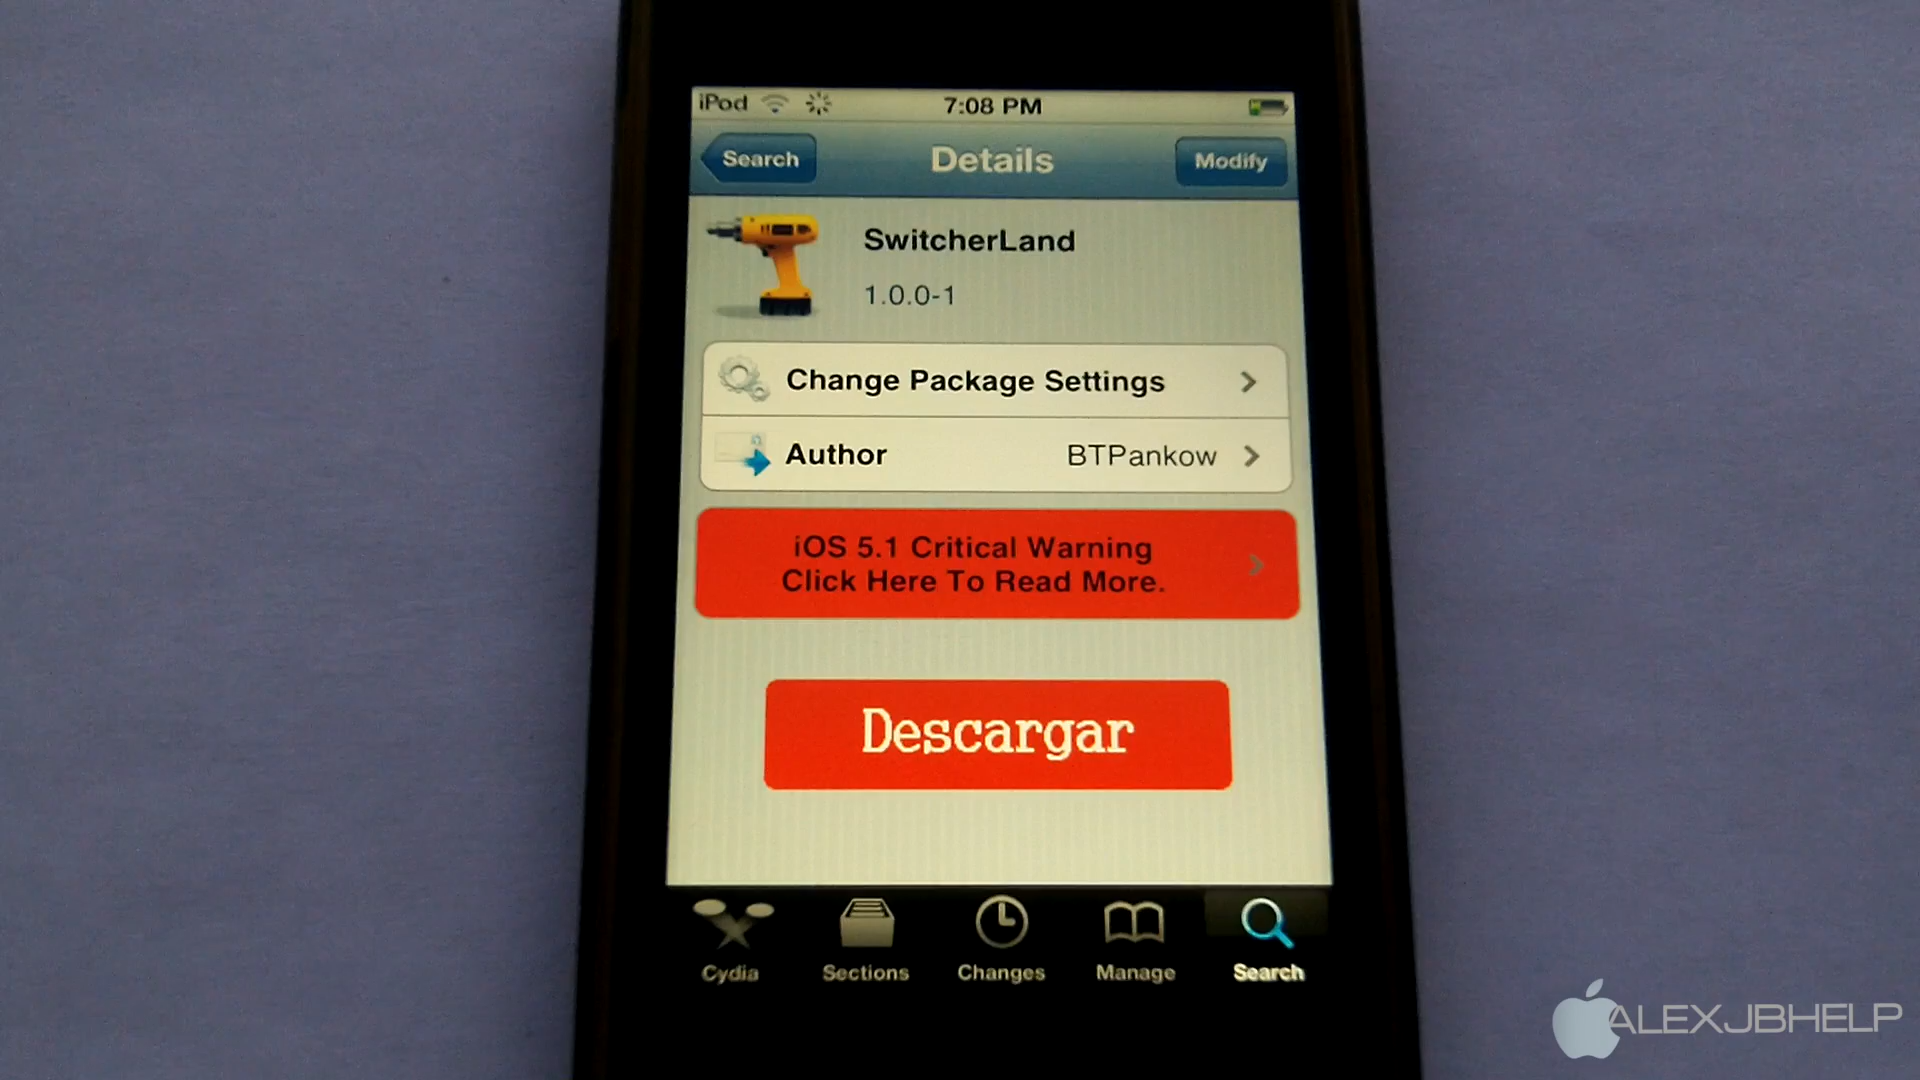 iPod 7:08 PM
Search Details Modify
SwitcherLand
1.0.0-1
Change Package Settings
Author BTPankow
iOS 5.1 Critical Warning
Click Here To Read More.
Descargar
Cydia Sections Changes Manage Search
ALEXJBHELP